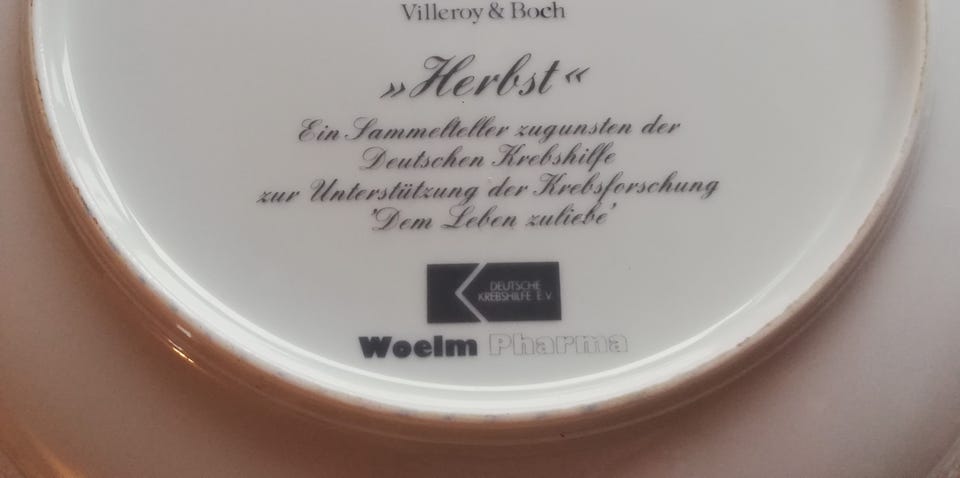 Villeroy & Boch
»Herbst«
Ein Sammelteller zugunsten der
Deutschen Krebshilfe
zur Unterstützung der Krebsforschung
'Dem Leben zuliebe'
DEUTSCHE
KREBSHILFE E.V.
Woelm Pharma